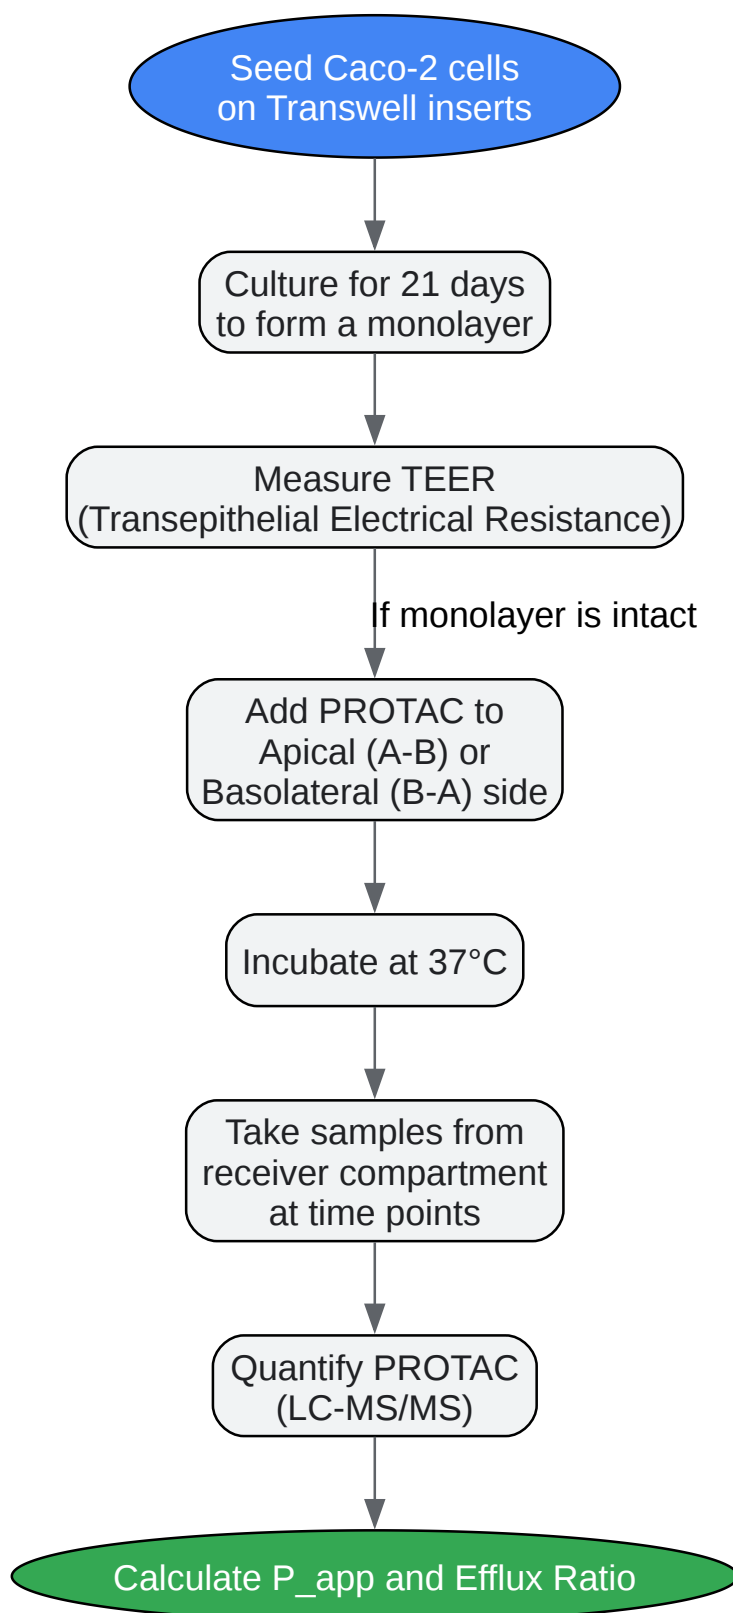 Seed Caco-2 cells
on Transwell inserts
Culture for 21 days
to form a monolayer
Measure TEER
(Transepithelial Electrical Resistance)
If monolayer is intact
Add PROTAC to
Apical (A-B) or
Basolateral (B-A) side
Incubate at 37°C
Take samples from
receiver compartment
at time points
Quantify PROTAC
(LC-MS/MS)
Calculate P_app and Efflux Ratio